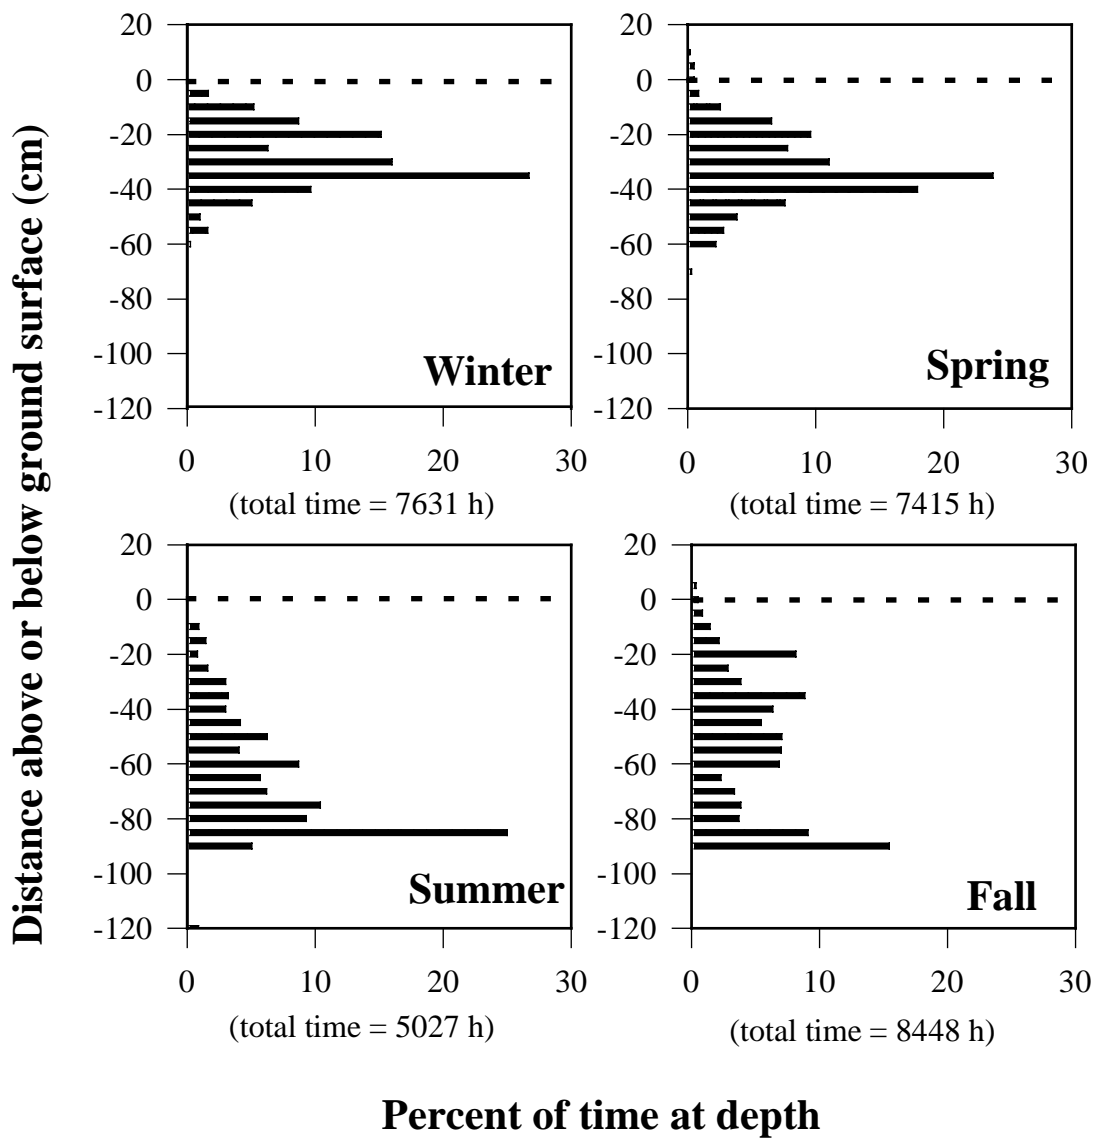 Distance above or below ground surface (cm)
20
0
-20
-40
-60
-80
-100
-120
Winter
0 10 20 30
(total time = 7631 h)
20
0
-20
-40
-60
-80
-100
-120
Spring
0 10 20 30
(total time = 7415 h)
20
0
-20
-40
-60
-80
-100
-120
Summer
0 10 20 30
(total time = 5027 h)
20
0
-20
-40
-60
-80
-100
-120
Fall
0 10 20 30
(total time = 8448 h)
Percent of time at depth